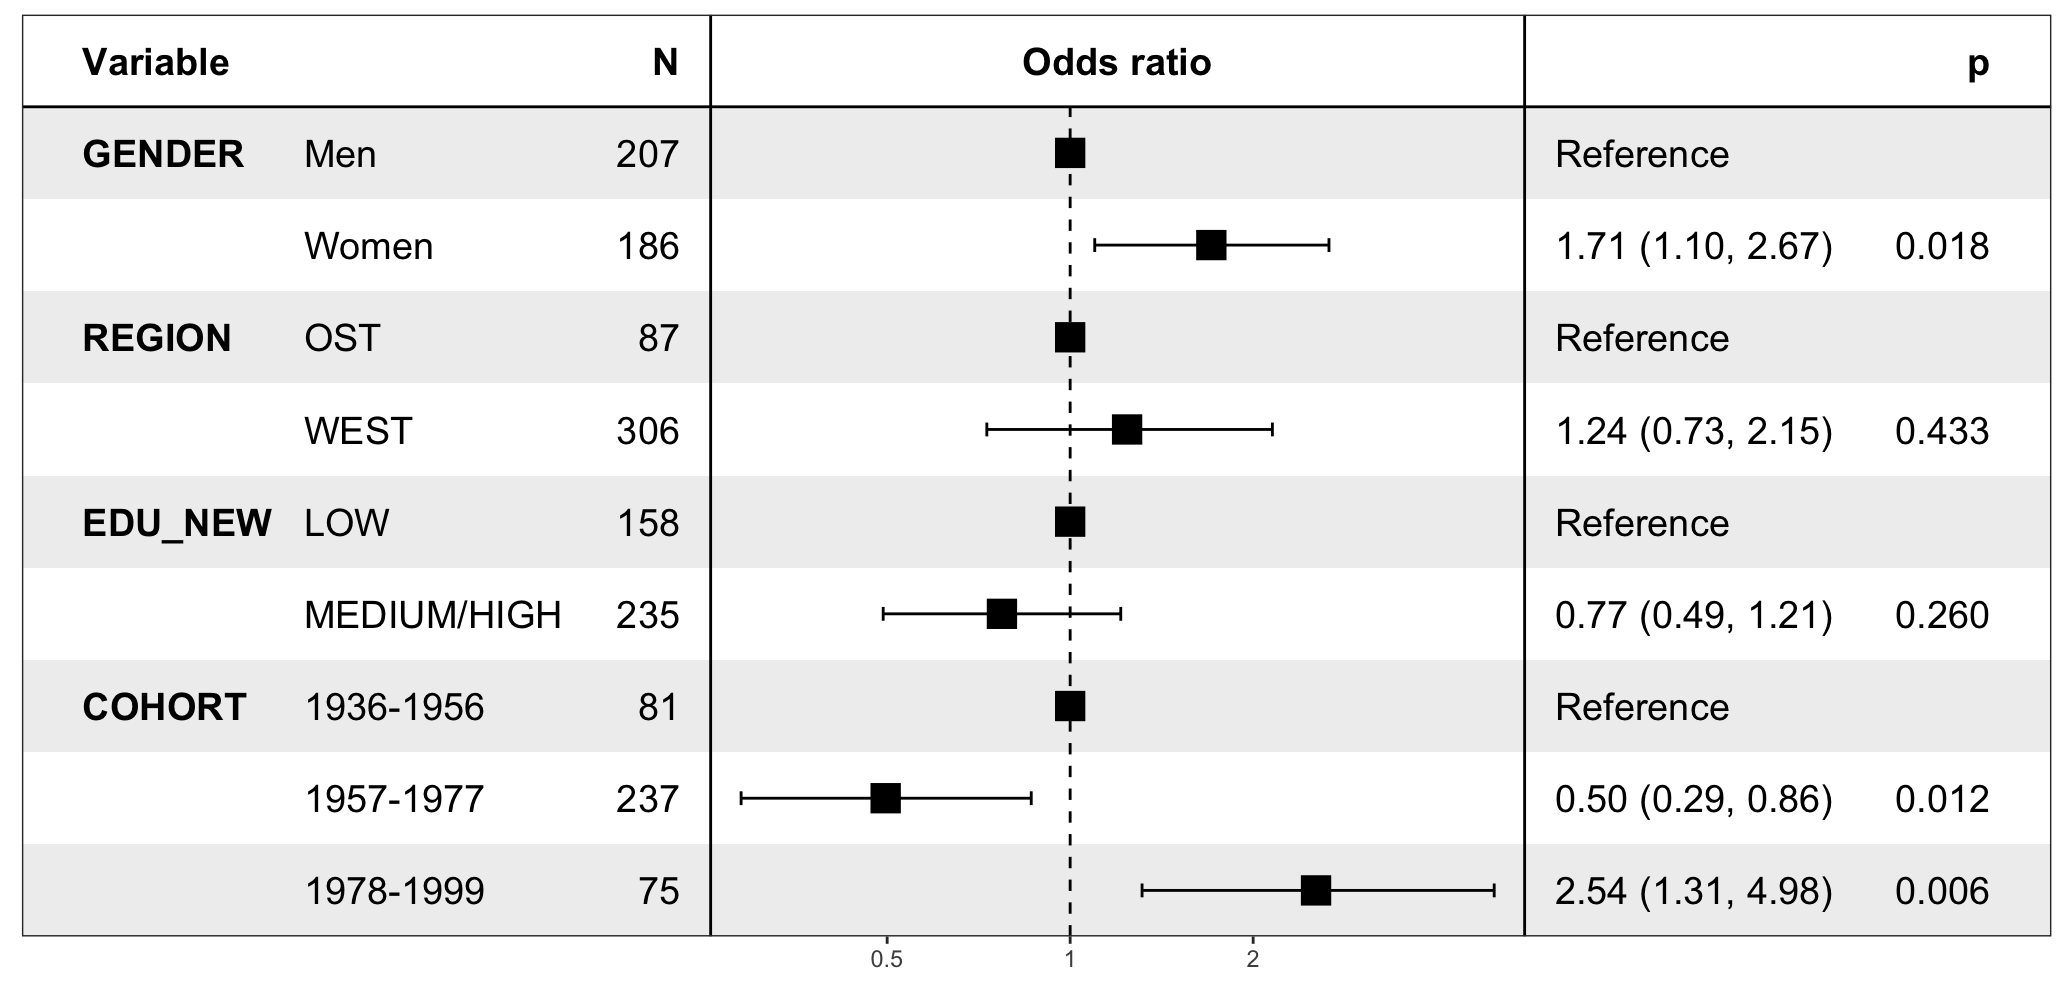 Variable N Odds ratio p
GENDER Men 207 Reference
Women 186 1.71 (1.10, 2.67) 0.018
REGION OST 87 Reference
WEST 306 1.24 (0.73, 2.15) 0.433
EDU_NEW LOW 158 Reference
MEDIUM/HIGH 235 0.77 (0.49, 1.21) 0.260
COHORT 1936-1956 81 Reference
1957-1977 237 0.50 (0.29, 0.86) 0.012
1978-1999 75 2.54 (1.31, 4.98) 0.006
0.5 1 2